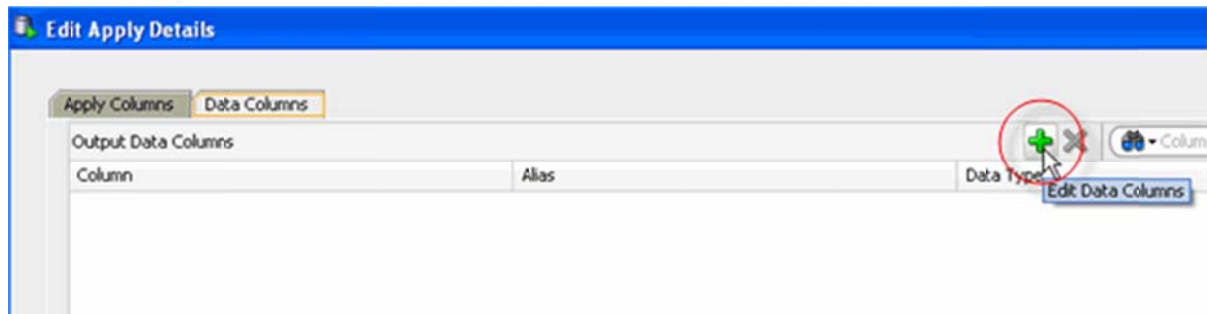 Edit Apply Details
Apply Columns Data Columns
Output Data Columns
Column Alias Data Type
Edit Data Columns